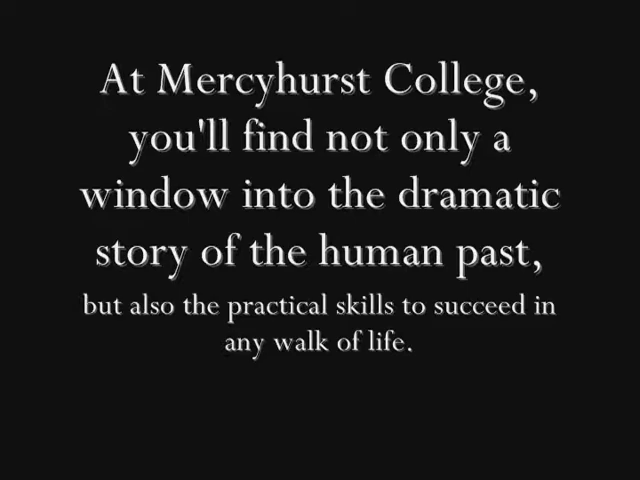 At Mercyhurst College,
you'll find not only a
window into the dramatic
story of the human past,
but also the practical skills to succeed in
any walk of life.